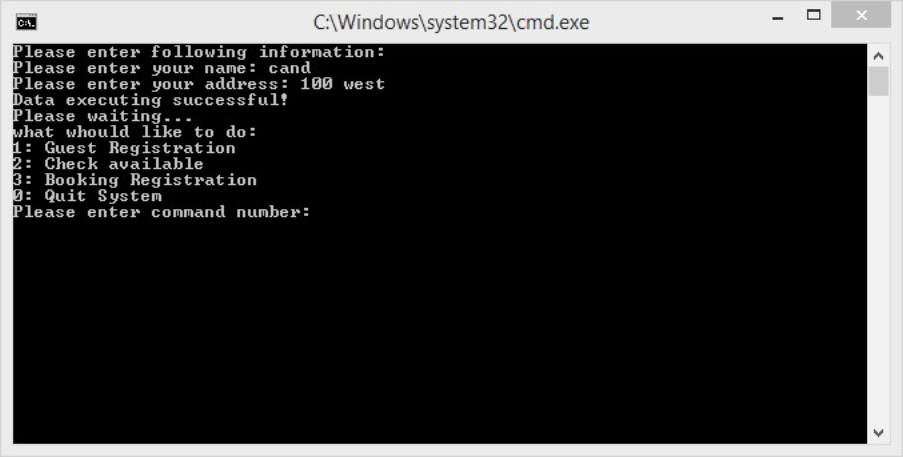 C:\Windows\system32\cmd.exe
Please enter following information:
Please enter your name: cand
Please enter your address: 100 west
Data executing successful!
Please waiting...
what whould like to do:
1: Guest Registration
2: Check available
3: Booking Registration
0: Quit System
Please enter command number: